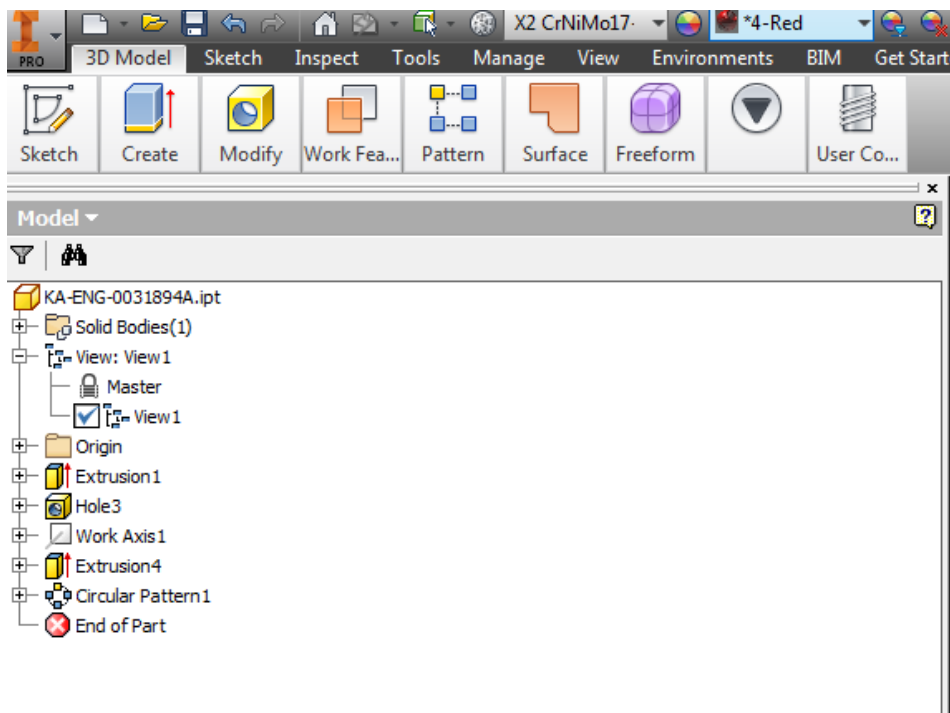 X2 CrNiMo17- *4-Red
PRO 3D Model Sketch Inspect Tools Manage View Environments BIM Get Start
Sketch Create Modify Work Fea... Pattern Surface Freeform User Co...
Model
KA-ENG-0031894A.ipt
Solid Bodies(1)
View: View1
Master
View1
Origin
Extrusion1
Hole3
Work Axis1
Extrusion4
Circular Pattern1
End of Part